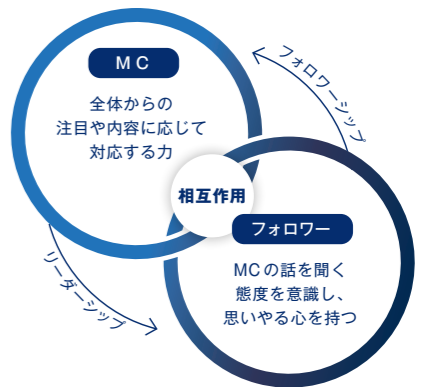 MC
全体からの
注目や内容に応じて
対応する力
フォロワーシップ
相互作用
フォロワー
MCの話を聞く
態度を意識し、
思いやる心を持つ
リーダーシップ